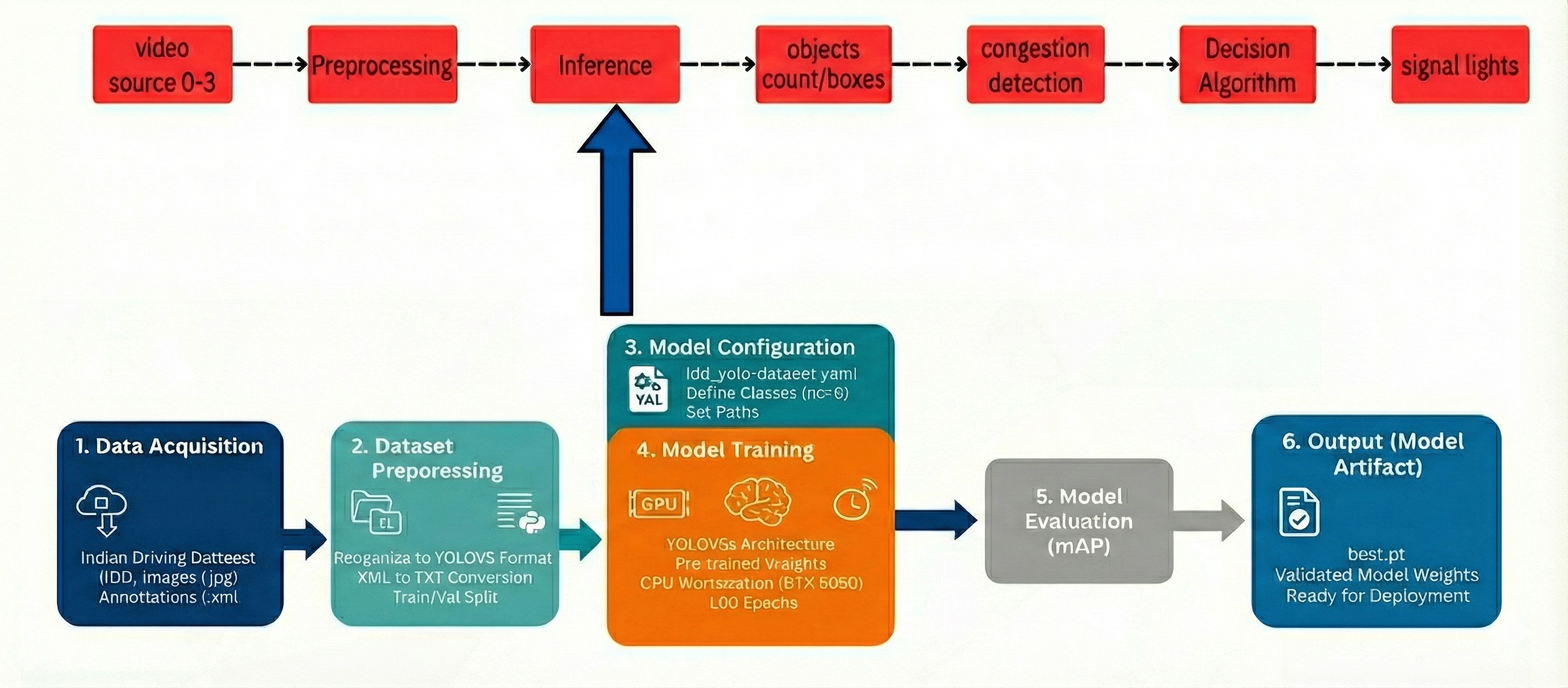 video
source 0-3
Preprocessing
Inference
objects
count/boxes
congestion
detection
Decision
Algorithm
signal lights
3. Model Configuration
YAL
Idd_yolo-dataeet yaml
Define Classes (nc=6)
Set Paths
1. Data Acquisition
Indian Driving Datteest
(IDD, images (jpg)
Annottations (:xml
2. Dataset
Preporessing
EL
Reoganiza to YOLOVS Format
XML to TXT Conversion
Train/Val Split
4. Model Training
GPU
YOLOVSs Architecture
Pre trained Vraights
CPU Wortszzation (BTX 5050)
L00 Epechs
5. Model
Evaluation
(mAP)
6. Output (Model
Artifact)
best.pt
Validated Model Weights
Ready for Deployment